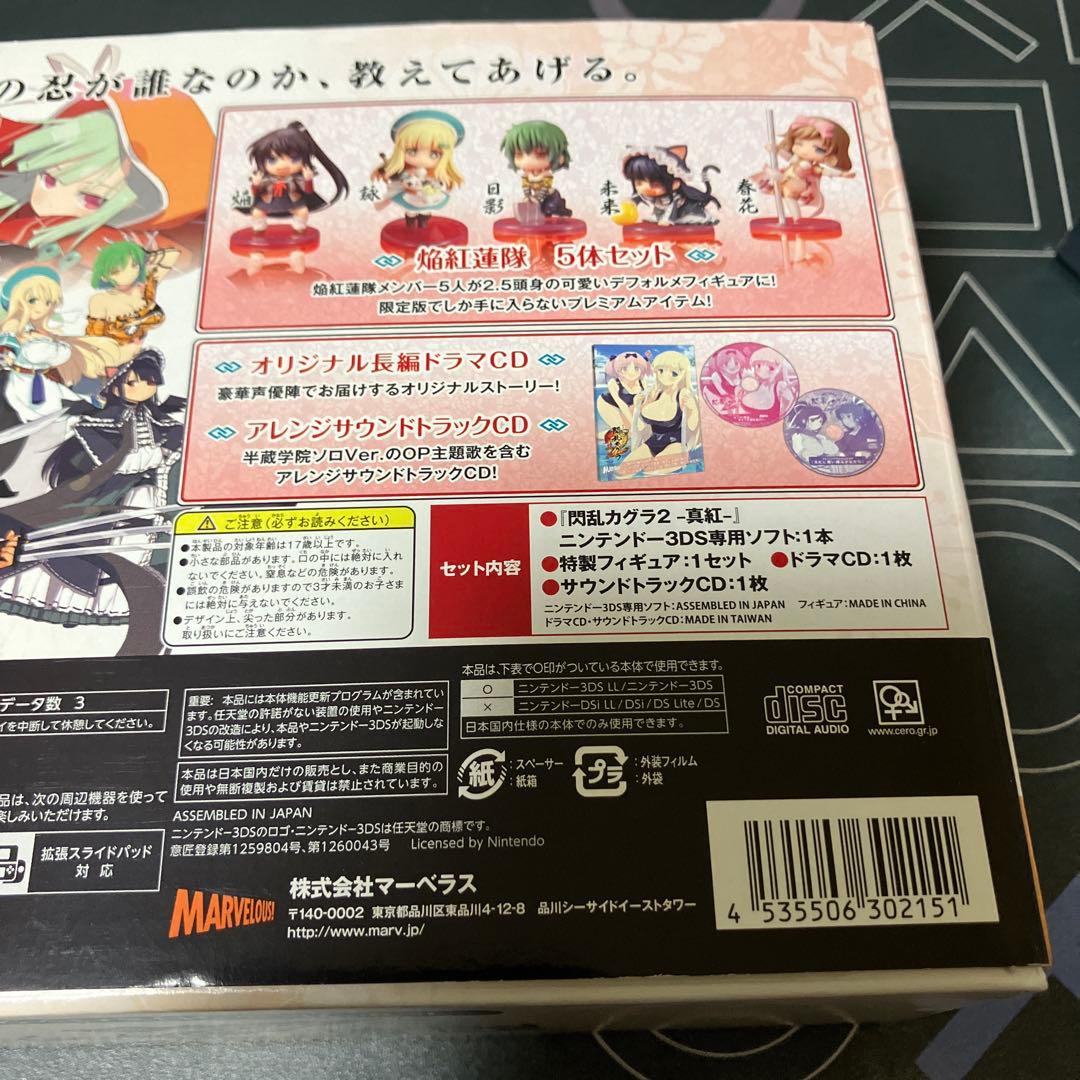 の忍が誰なのか、教えてあげる。
焔
詠
日影
未来
春花
焔紅蓮隊 5体セット
焔紅蓮隊メンバー5人が2.5頭身の可愛いデフォルメフィギュアに!
限定版でしか手に入らないプレミアムアイテム!
オリジナル長編ドラマCD
豪華声優陣でお届けするオリジナルストーリー!
アレンジサウンドトラックCD
半蔵学院ソロVer.のOP主題歌を含む
アレンジサウンドトラックCD!
ご注意(必ずお読みください)
●本製品の対象年齢は17歳以上です。
●小さな部品があります。口の中には絶対に入れ
ないでください。窒息などの危険があります。
●誤飲の危険がありますので3才未満のお子さま
には絶対に与えないでください。
●デザイン上、尖った部分があります。
取り扱いにご注意ください。
セット内容
●『閃乱カグラ2 -真紅-』
ニンテンドー3DS専用ソフト:1本
●特製フィギュア:1セット ●ドラマCD:1枚
●サウンドトラックCD:1枚
ニンテンドー3DS専用ソフト:ASSEMBLED IN JAPAN フィギュア:MADE IN CHINA
ドラマCD・サウンドトラックCD:MADE IN TAIWAN
データ数 3
イを中断して休憩してください。
重要: 本品には本体機能更新プログラムが含まれていま
す。任天堂の許諾がない装置の使用やニンテンドー
3DSの改造により、本品やニンテンドー3DSが起動しな
くなる可能性があります。
本品は日本国内だけの販売とし、また商業目的の
使用や無断複製および賃貸は禁止されています。
本品は、下表で○印がついている本体で使用できます。
○ ニンテンドー3DS LL/ニンテンドー3DS
× ニンテンドーDSi LL/DSi/DS Lite/DS
日本国内仕様の本体でのみ使用できます。
紙 :スペーサー
:紙箱
プラ :外装フィルム
:外袋
COMPACT
disc
DIGITAL AUDIO
www.cero.gr.jp
品は、次の周辺機器を使って
楽しみいただけます。
拡張スライドパッド
対応
ASSEMBLED IN JAPAN
ニンテンドー3DSのロゴ・ニンテンドー3DSは任天堂の商標です。
意匠登録第1259804号、第1260043号 Licensed by Nintendo
MARVELOUS!
株式会社マーベラス
〒140-0002 東京都品川区東品川4-12-8 品川シーサイドイーストタワー
http://www.marv.jp/
4 535506 302151